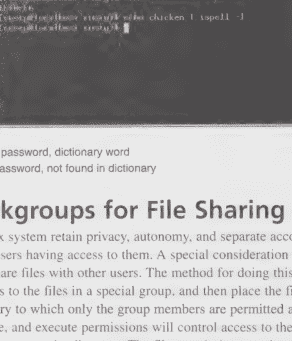 echo chicken | ispell -l
password, dictionary word
assword, not found in dictionary
kgroups for File Sharing
x system retain privacy, autonomy, and separate acco
sers having access to them. A special consideration
are files with other users. The method for doing this
s to the files in a special group, and then place the fi
ry to which only the group members are permitted a
e, and execute permissions will control access to the